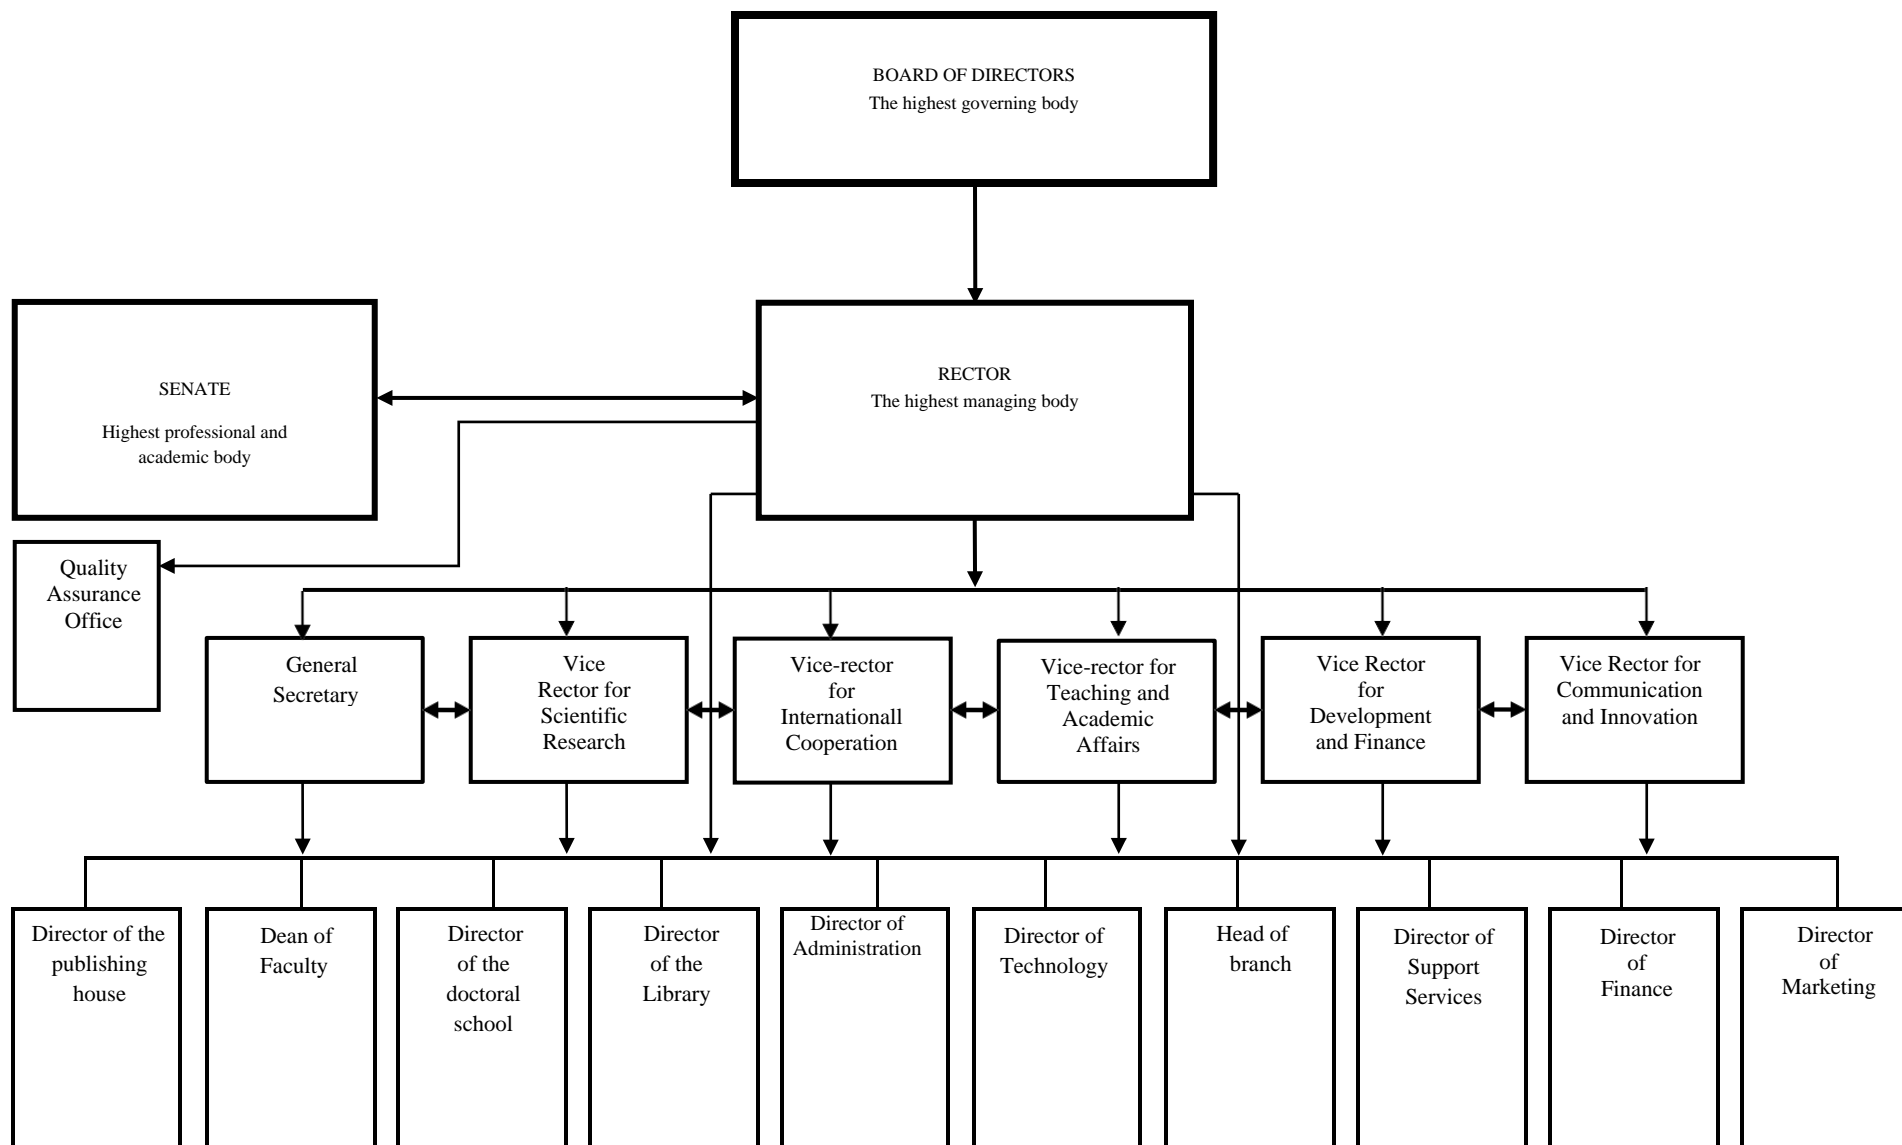 BOARD OF DIRECTORS
The highest governing body
SENATE
Highest professional and
academic body
RECTOR
The highest managing body
Quality
Assurance
Office
General
Secretary
Vice
Rector for
Scientific
Research
Vice-rector
for
Internationall
Cooperation
Vice-rector for
Teaching and
Academic
Affairs
Vice Rector
for
Development
and Finance
Vice Rector for
Communication
and Innovation
Director of the
publishing
house
Dean of
Faculty
Director
of the
doctoral
school
Director
of the
Library
Director of
Administration
Director of
Technology
Head of
branch
Director of
Support
Services
Director
of
Finance
Director
of
Marketing